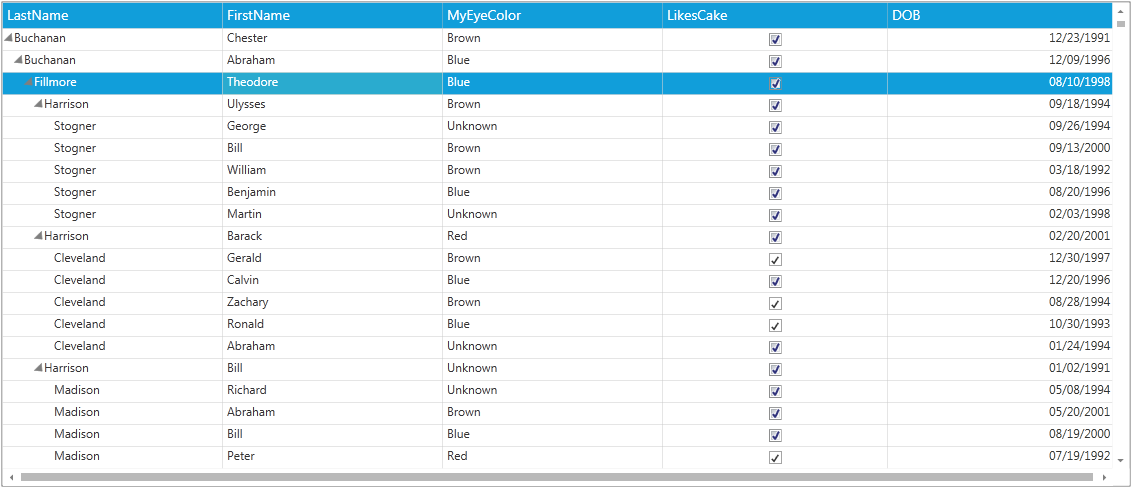 LastName FirstName MyEyeColor LikesCake DOB
Buchanan Chester Brown 12/23/1991
Buchanan Abraham Blue 12/09/1996
Fillmore Theodore Blue 08/10/1998
Harrison Ulysses Brown 09/18/1994
Stogner George Unknown 09/26/1994
Stogner Bill Brown 09/13/2000
Stogner William Brown 03/18/1992
Stogner Benjamin Blue 08/20/1996
Stogner Martin Unknown 02/03/1998
Harrison Barack Red 02/20/2001
Cleveland Gerald Brown 12/30/1997
Cleveland Calvin Blue 12/20/1996
Cleveland Zachary Brown 08/28/1994
Cleveland Ronald Blue 10/30/1993
Cleveland Abraham Unknown 01/24/1994
Harrison Bill Unknown 01/02/1991
Madison Richard Unknown 05/08/1994
Madison Abraham Brown 05/20/2001
Madison Bill Blue 08/19/2000
Madison Peter Red 07/19/1992